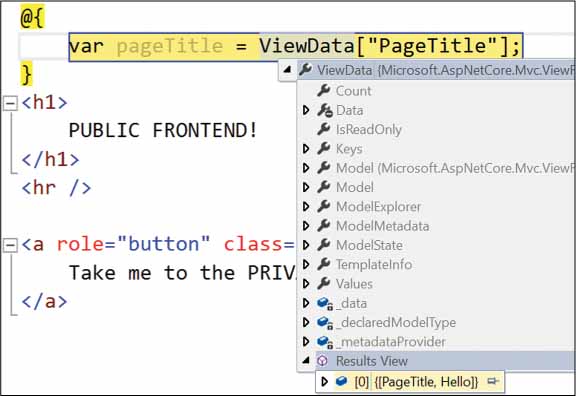 @{
var pageTitle = ViewData["PageTitle"];
}
ViewData {Microsoft.AspNetCore.Mvc.ViewF
<h1>
Count
Data
PUBLIC FRONTEND!
IsReadOnly
</h1>
Keys
Model (Microsoft.AspNetCore.Mvc.ViewF
<hr />
Model
ModelExplorer
ModelMetadata
<a role="button" class=
ModelState
Take me to the PRIV
TemplateInfo
Values
</a>
_data
_declaredModelType
_metadataProvider
Results View
[0] {[PageTitle, Hello]}